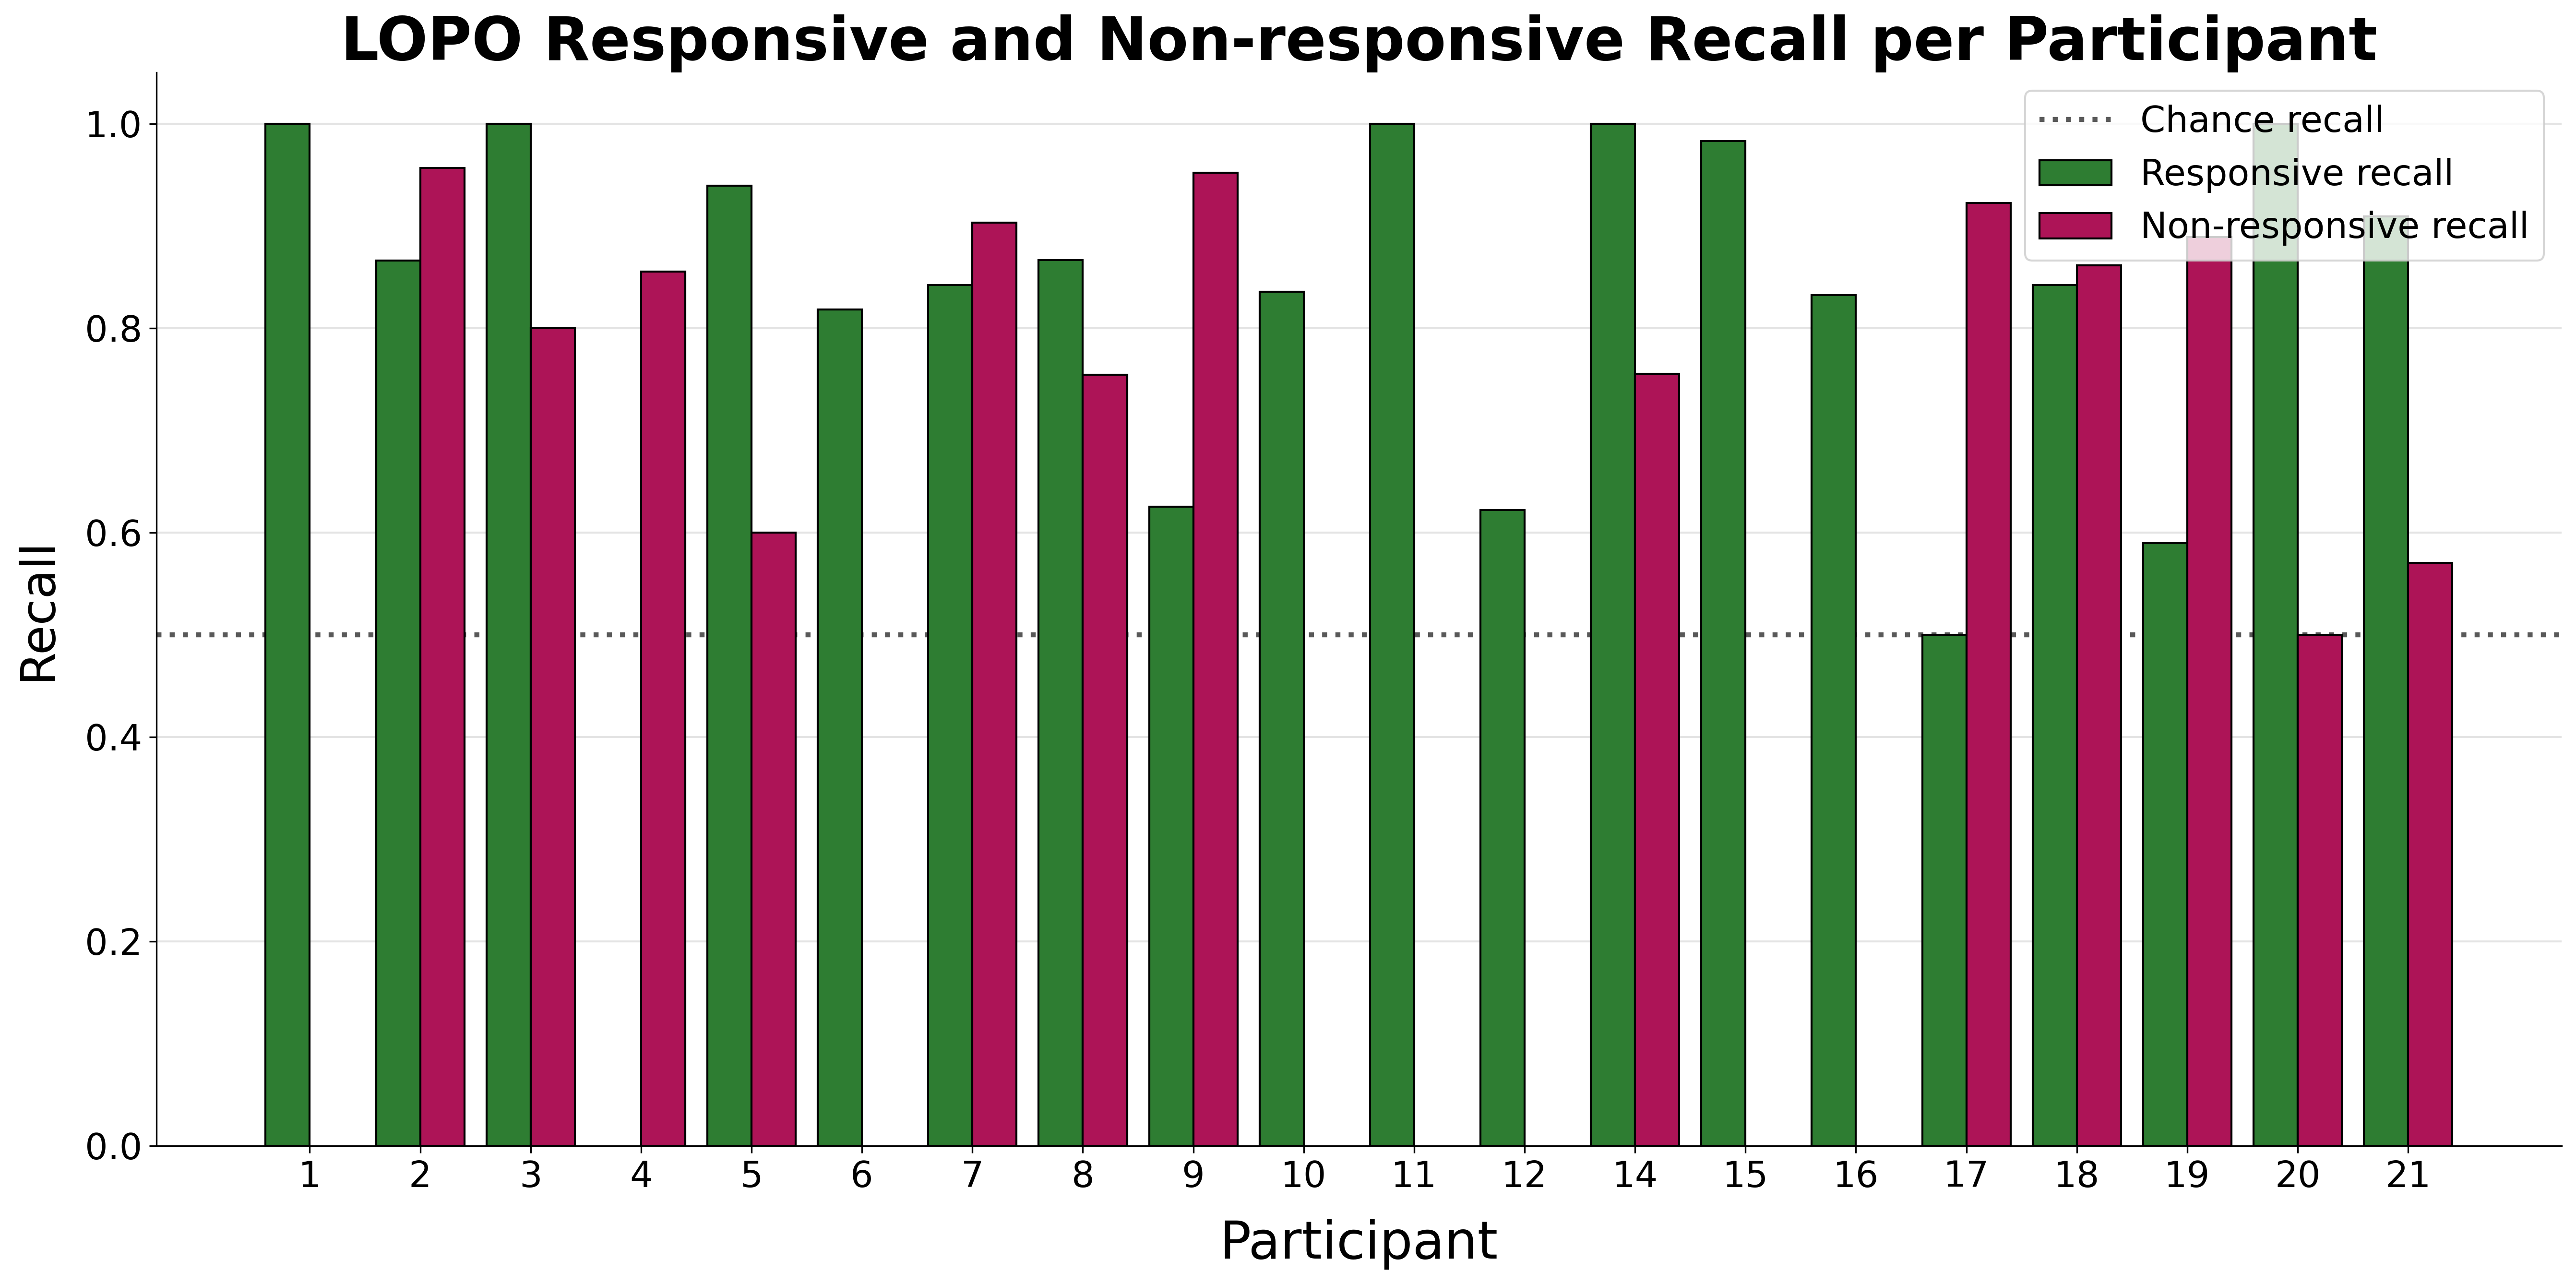 LOPO Responsive and Non-responsive Recall per Participant
Chance recall
Responsive recall
Non-responsive recall
1.0
0.8
0.6
0.4
0.2
0.0
Recall
1 2 3 4 5 6 7 8 9 10 11 12 14 15 16 17 18 19 20 21
Participant